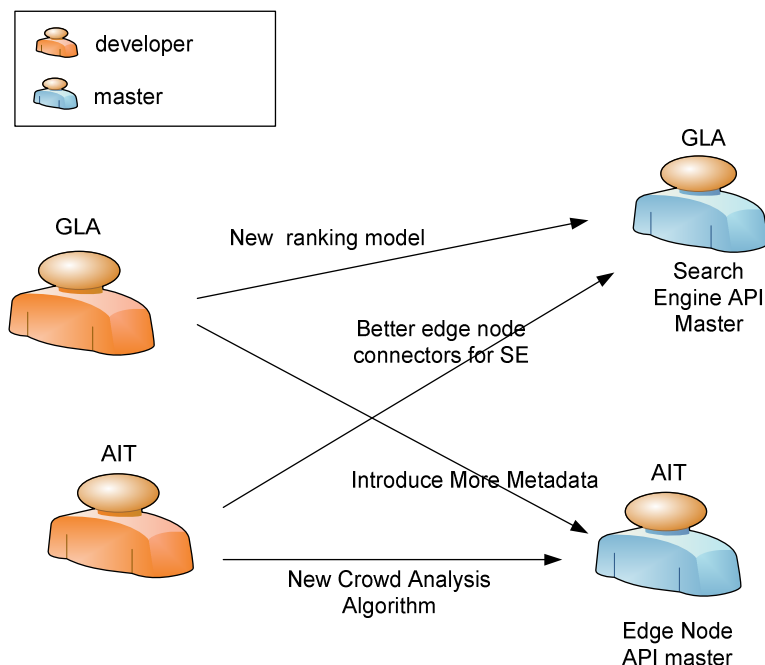 developer
master
GLA
GLA
New ranking model
Search
Engine API
Master
Better edge node
connectors for SE
AIT
Introduce More Metadata
AIT
New Crowd Analysis
Algorithm
Edge Node
API master